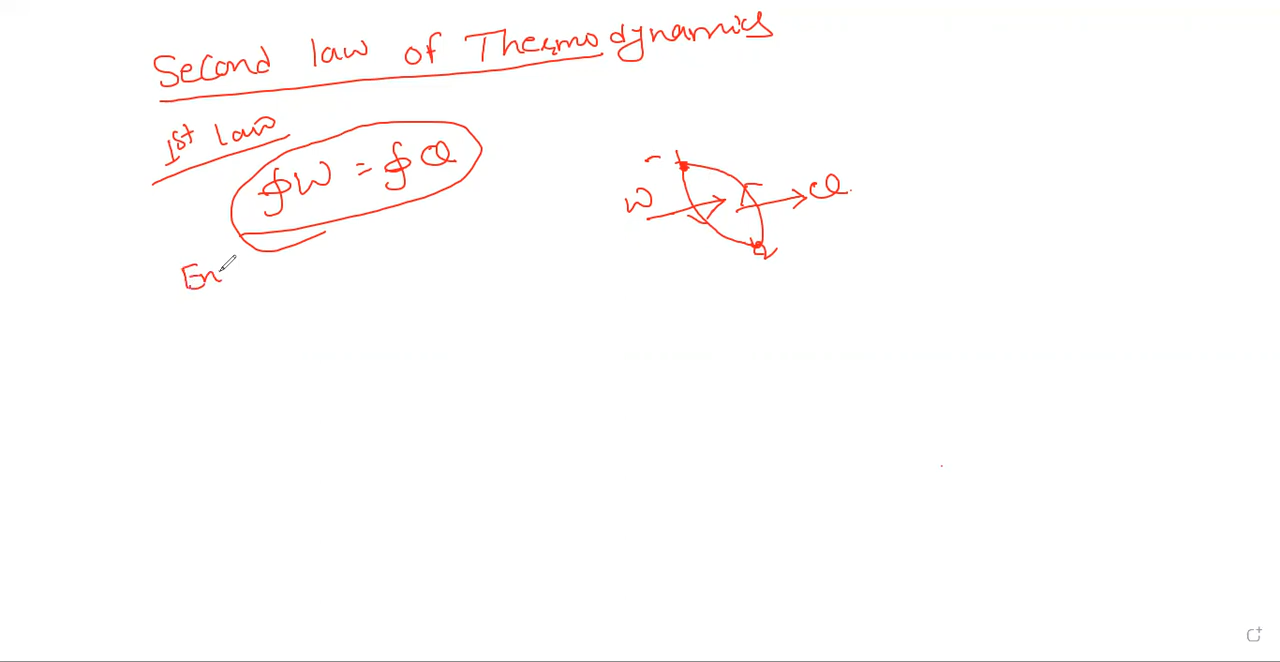 Second law of Thermodynamics
1st law
∮W = ∮Q
W
Q
En